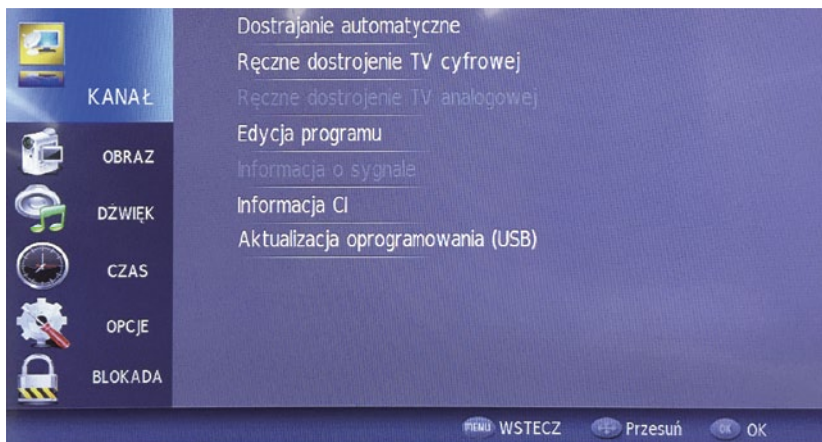 KANAŁ
OBRAZ
DŹWIĘK
CZAS
OPCJE
BLOKADA
Dostrajanie automatyczne
Ręczne dostrojenie TV cyfrowej
Ręczne dostrojenie TV analogowej
Edycja programu
Informacja o sygnale
Informacja CI
Aktualizacja oprogramowania (USB)
MENU WSTECZ Przesuń OK OK